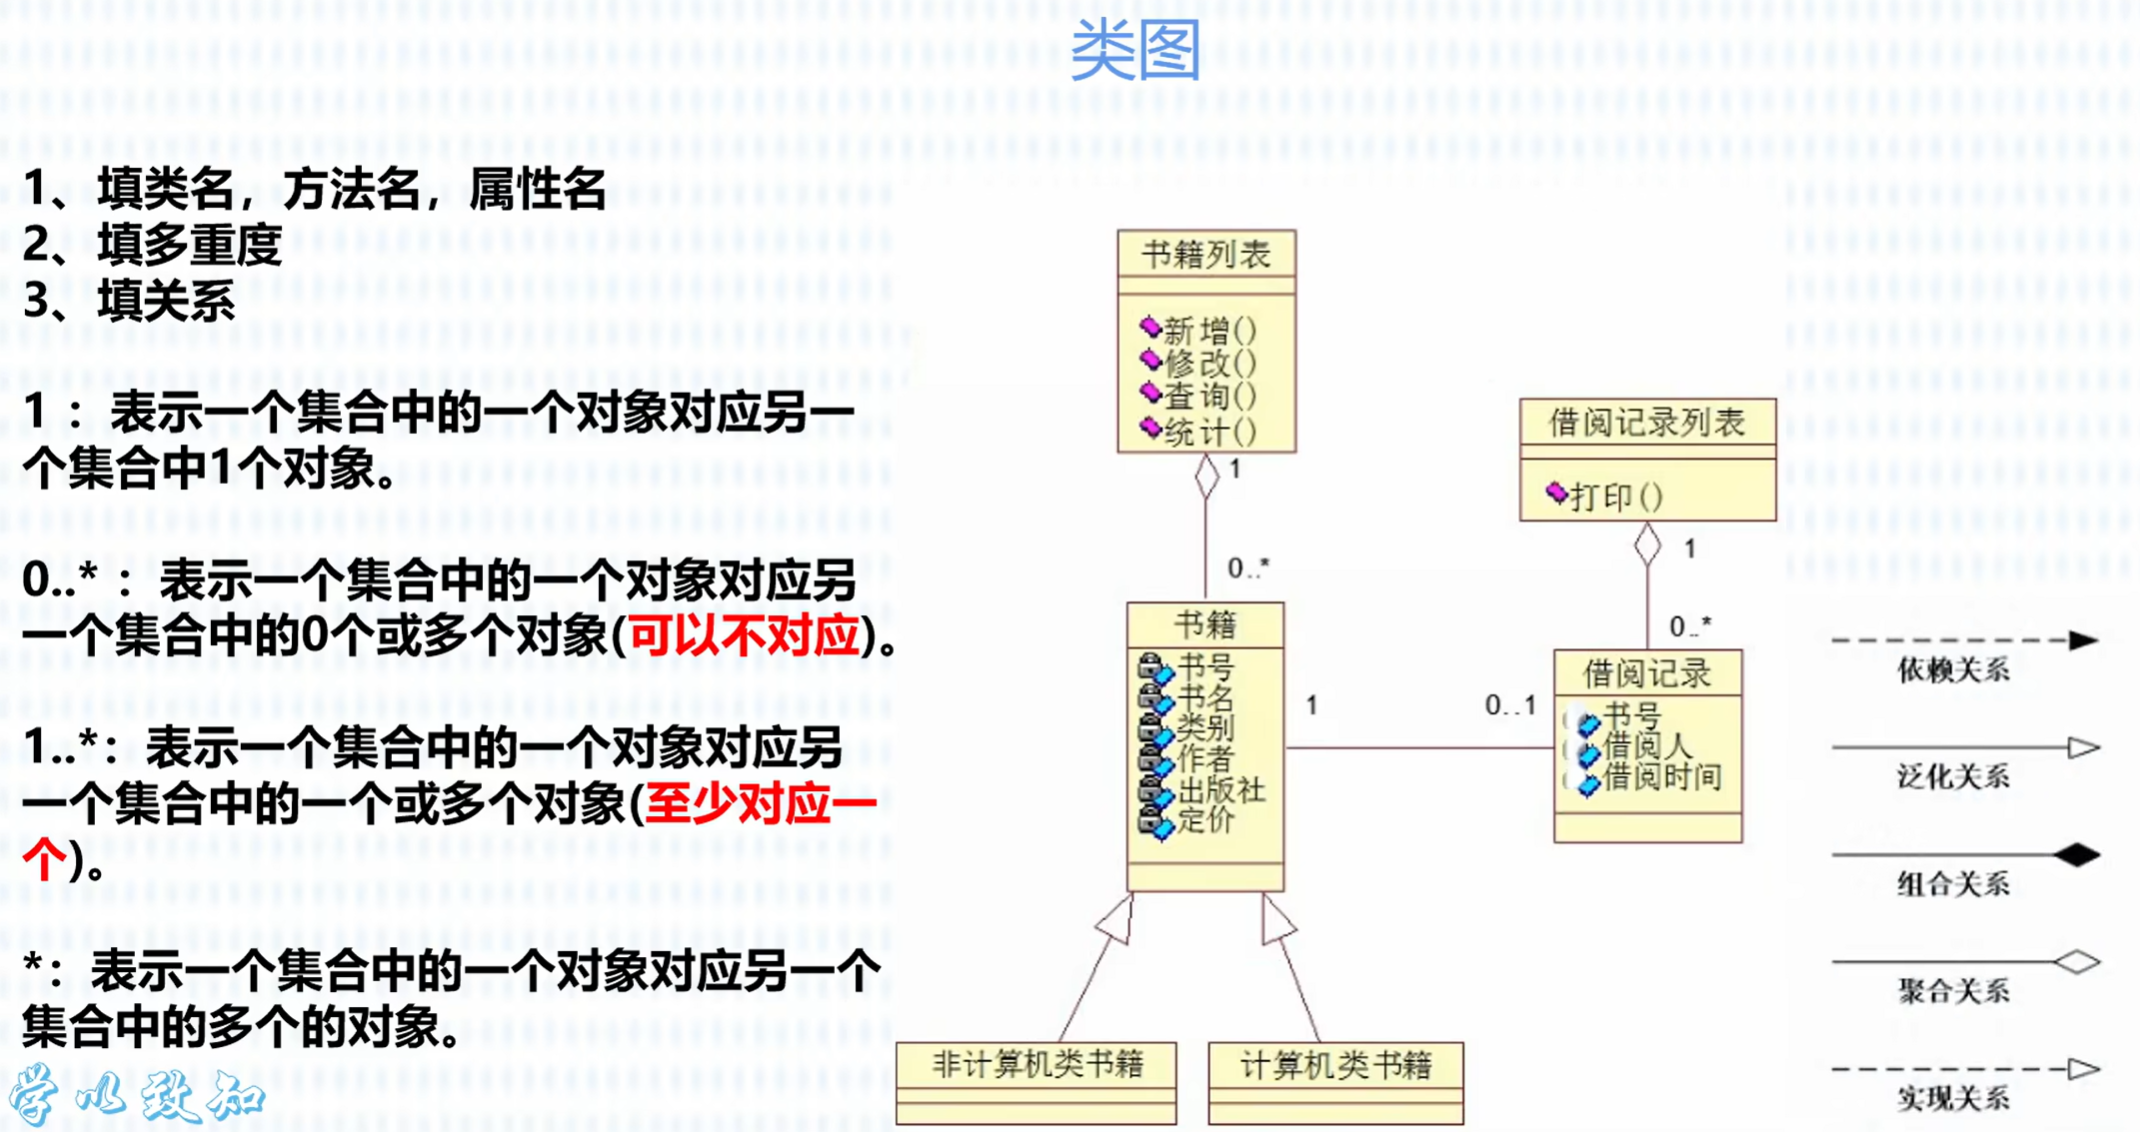 类图
1、填类名，方法名，属性名
2、填多重度
3、填关系
1：表示一个集合中的一个对象对应另一
个集合中1个对象。
0..*：表示一个集合中的一个对象对应另
一个集合中的0个或多个对象(可以不对应)。
1..*：表示一个集合中的一个对象对应另
一个集合中的一个或多个对象(至少对应一
个)。
*：表示一个集合中的一个对象对应另一个
集合中的多个的对象。
学以致知
书籍列表
新增()
修改()
查询()
统计()
1
0..*
书籍
书号
书名
类别
作者
出版社
定价
1
0..1
借阅记录列表
打印()
1
0..*
借阅记录
书号
借阅人
借阅时间
非计算机类书籍
计算机类书籍
依赖关系
泛化关系
组合关系
聚合关系
实现关系